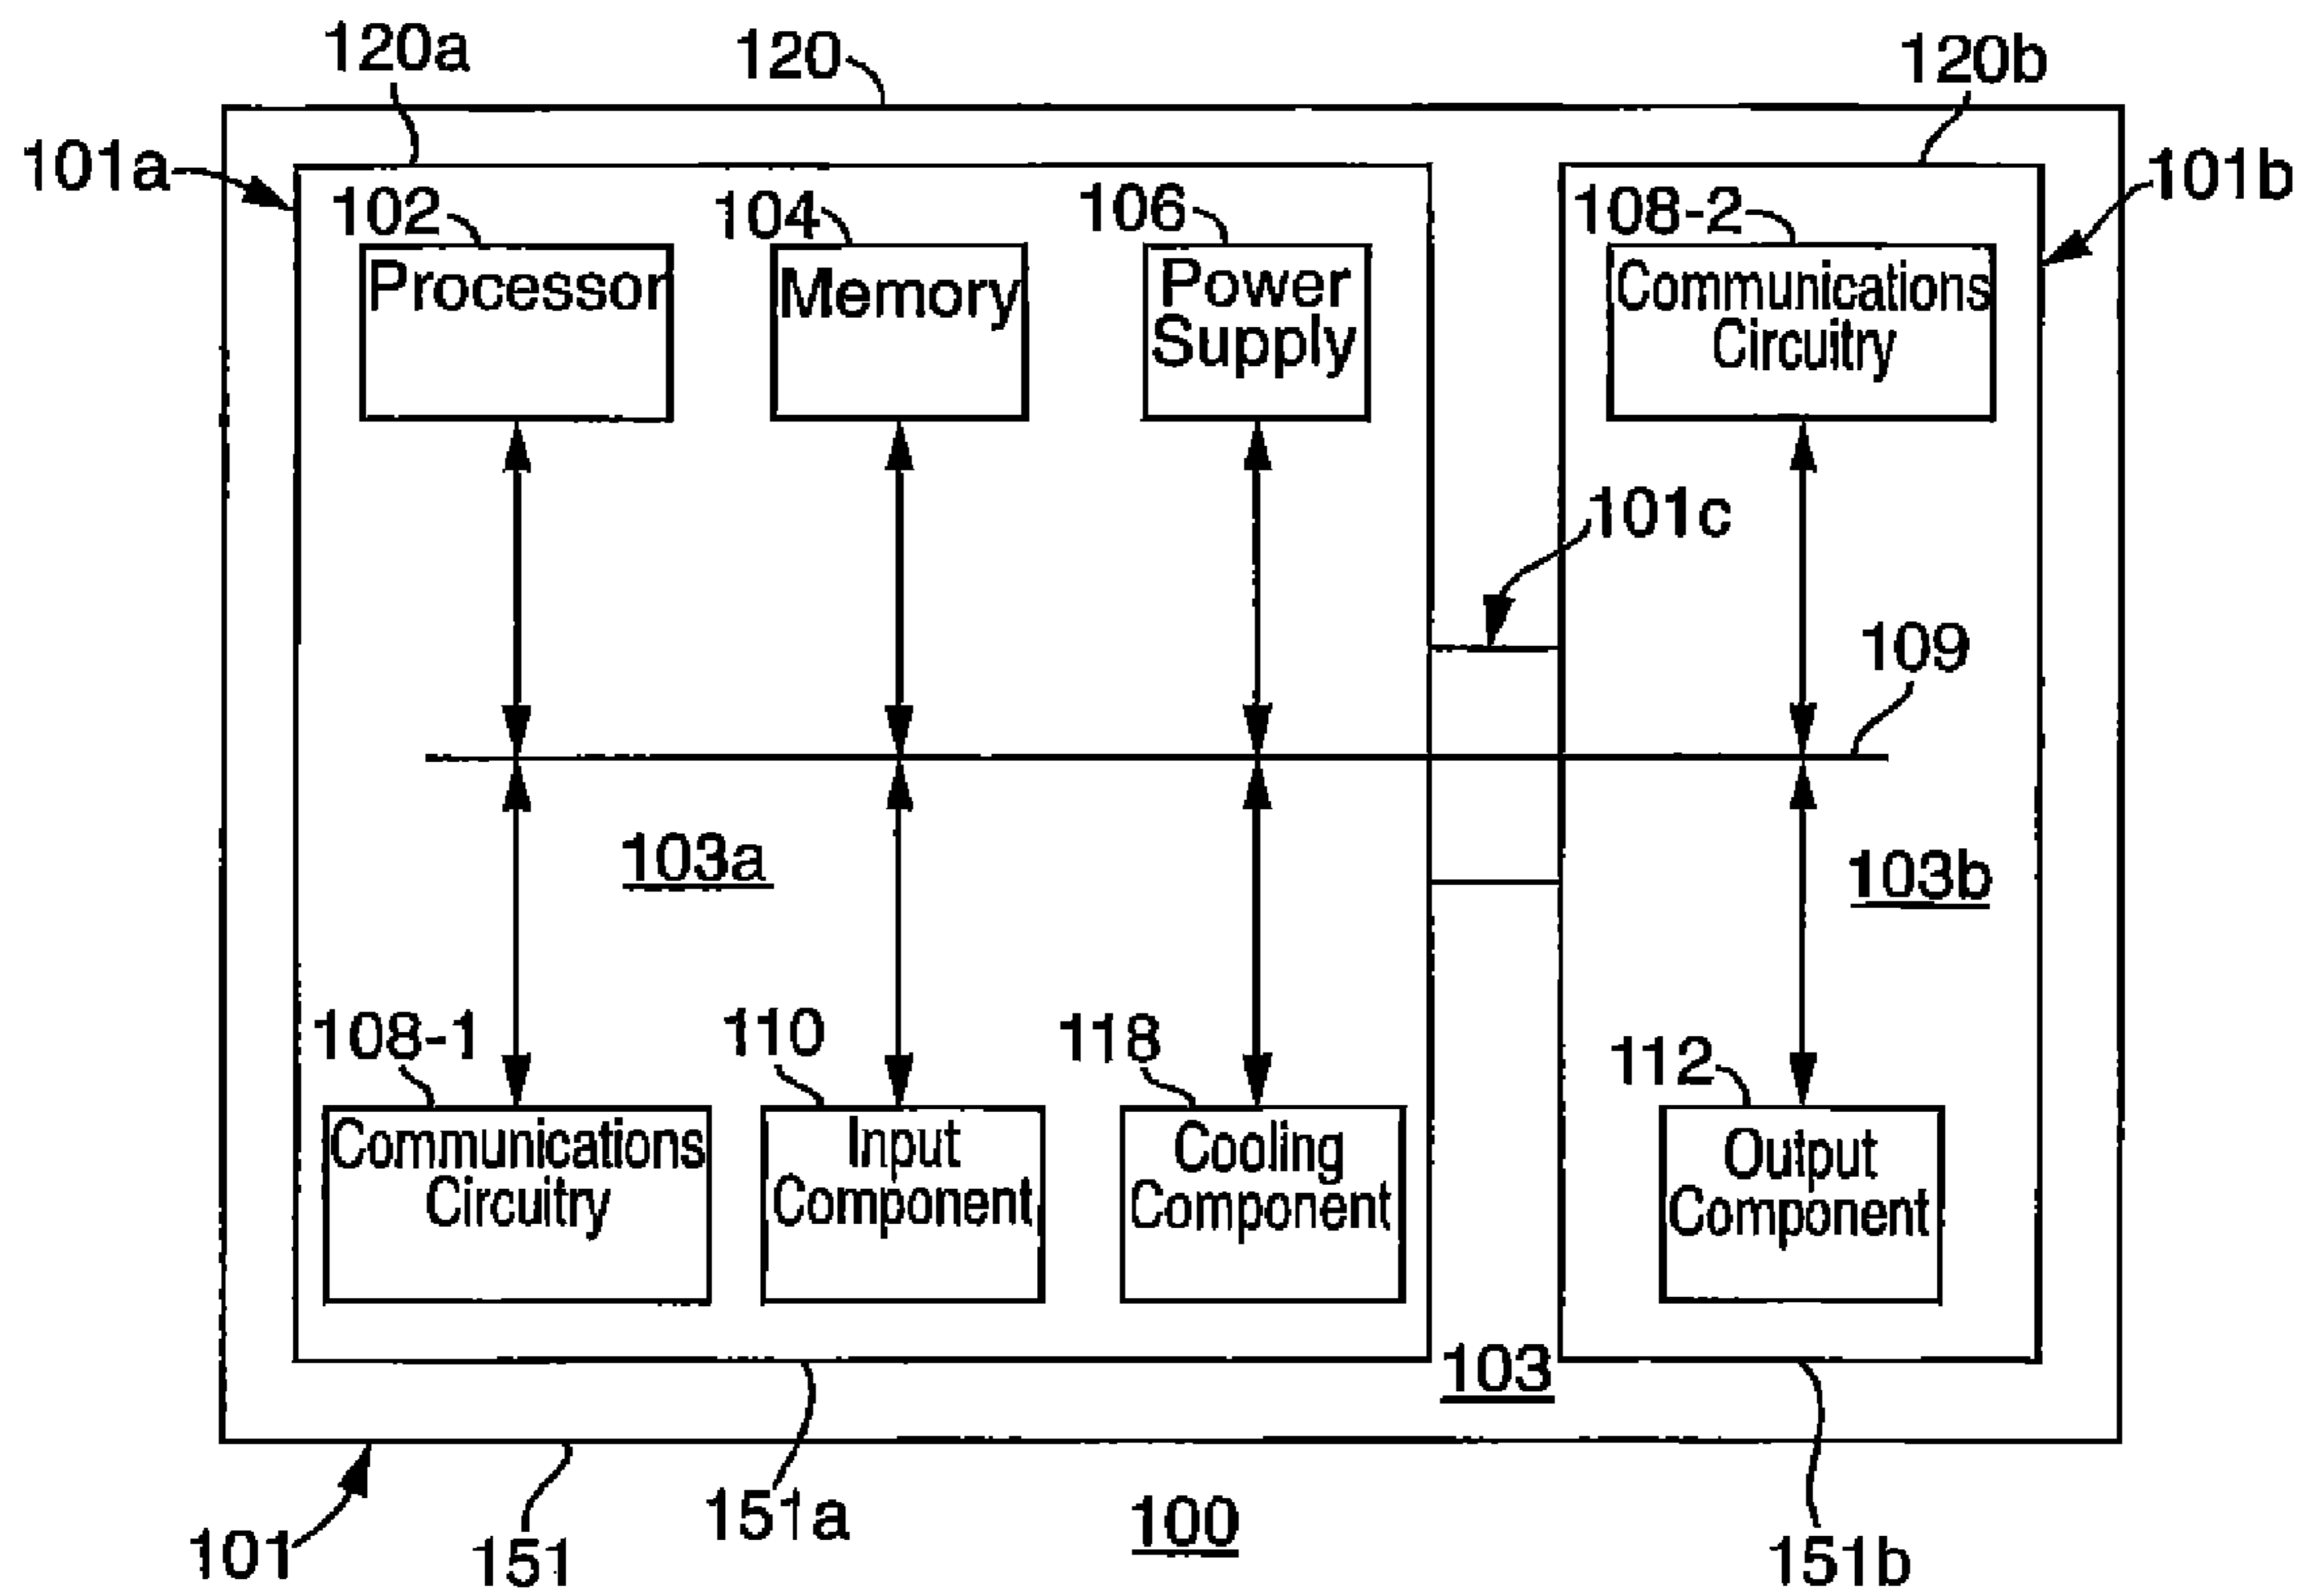 120a
120
120b
101a
101b
102
104
106
108-2
Processor
Memory
Power
Supply
Communications
Circuitry
101c
109
103a
103b
108-1
110
118
112
Communications
Circuitry
Input
Component
Cooling
Component
Output
Component
103
101
151
151a
100
151b